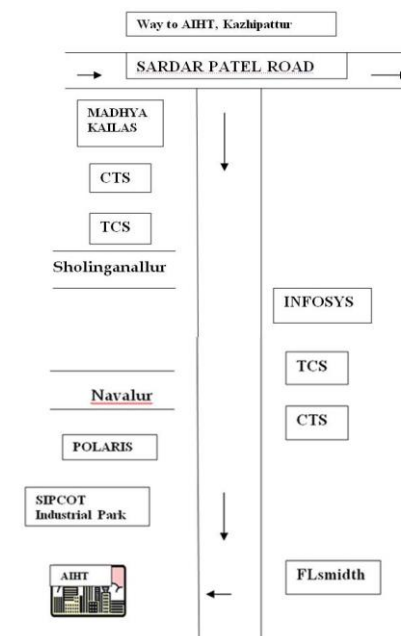 Way to AIHT, Kazhipattur
SARDAR PATEL ROAD
MADHYA
KAILAS
CTS
TCS
Sholinganallur
INFOSYS
TCS
Navalur
CTS
POLARIS
SIPCOT
Industrial Park
AIHT
FLsmidth